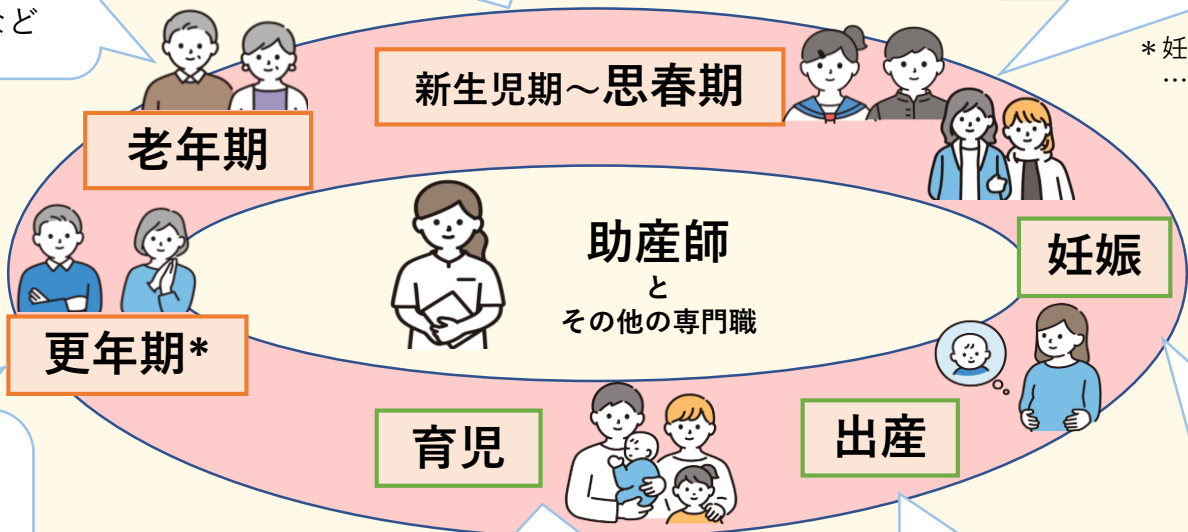 など
＊妊
…
新生児期～思春期
老年期
助産師
と
その他の専門職
妊娠
更年期*
育児
出産